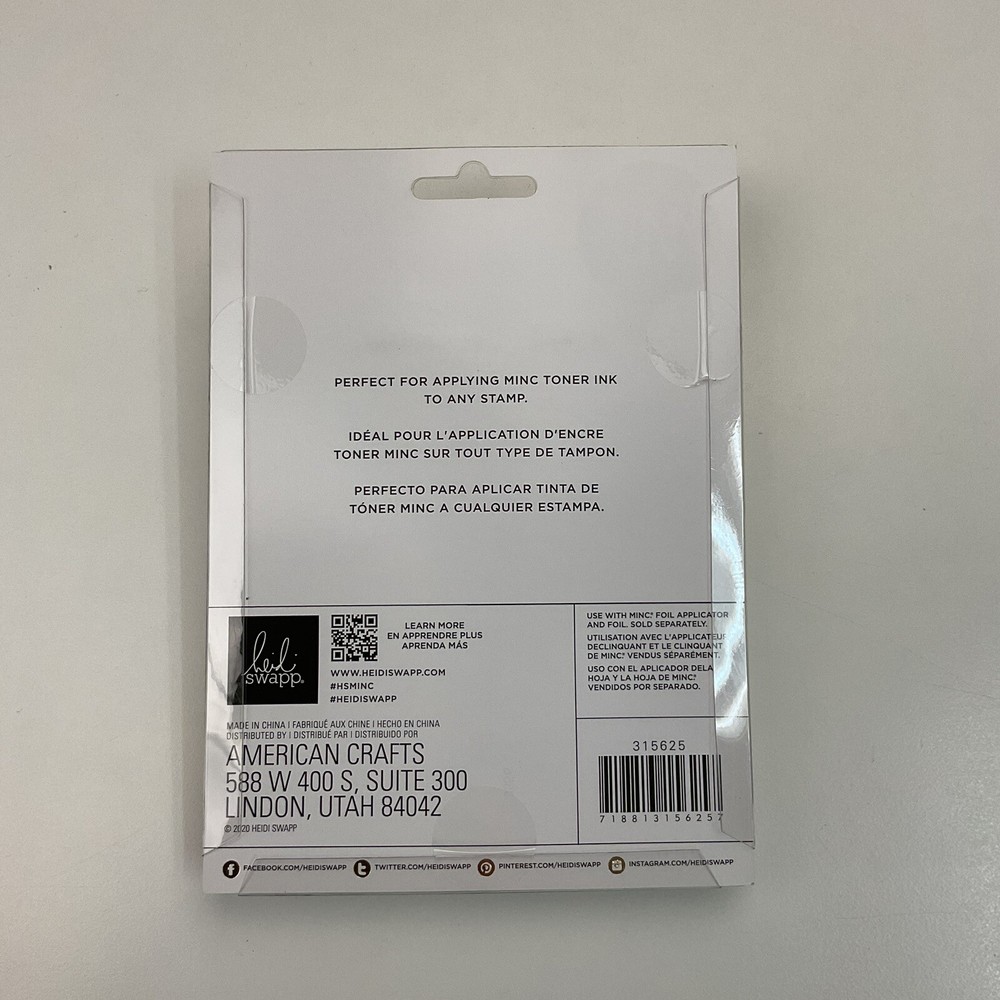 PERFECT FOR APPLYING MINC TONER INK
TO ANY STAMP.
IDÉAL POUR L'APPLICATION D'ENCRE
TONER MINC SUR TOUT TYPE DE TAMPON.
PERFECTO PARA APLICAR TINTA DE
TÓNER MINC A CUALQUIER ESTAMPA.
heidi
swapp®
LEARN MORE
EN APPRENDRE PLUS
APRENDA MÁS
WWW.HEIDISWAPP.COM
#HSMINC
#HEIDISWAPP
MADE IN CHINA | FABRIQUÉ AUX CHINE | HECHO EN CHINA
DISTRIBUTED BY | DISTRIBUÉ PAR | DISTRIBUIDO POR
AMERICAN CRAFTS
588 W 400 S, SUITE 300
LINDON, UTAH 84042
© 2020 HEIDI SWAPP
USE WITH MINC® FOIL APPLICATOR
AND FOIL. SOLD SEPARATELY.
UTILISATION AVEC L'APPLICATEUR
DECLINQUANT ET LE CLINQUANT
DE MINC® VENDUS SÉPARÉMENT.
USO CON EL APLICADOR DELA
HOJA Y LA HOJA DE MINC®
VENDIDOS POR SEPARADO.
315625
718813156257
FACEBOOK.COM/HEIDISWAPP
TWITTER.COM/HEIDISWAPP
PINTEREST.COM/HEIDISWAPP
INSTAGRAM.COM/HEIDISWAPP